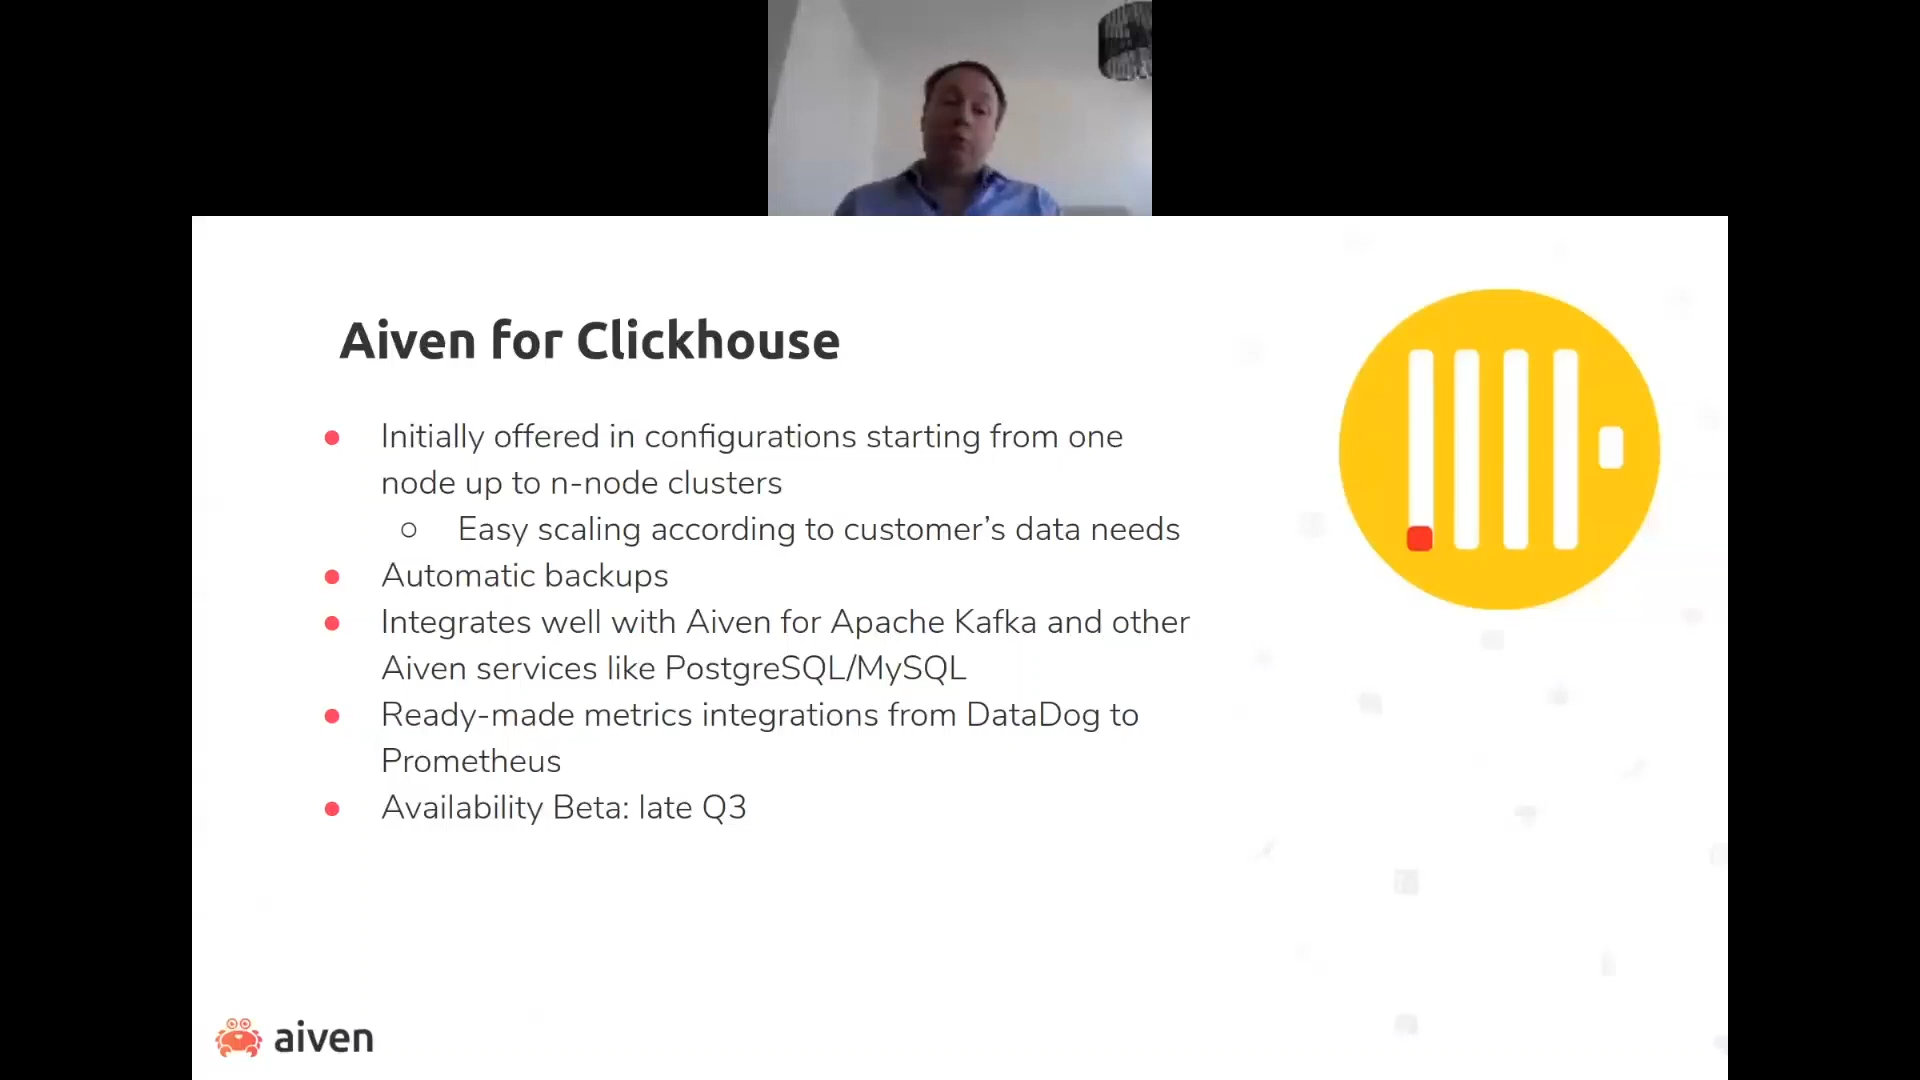 Aiven for Clickhouse
● Initially offered in configurations starting from one
node up to n-node clusters
○ Easy scaling according to customer’s data needs
● Automatic backups
● Integrates well with Aiven for Apache Kafka and other
Aiven services like PostgreSQL/MySQL
● Ready-made metrics integrations from DataDog to
Prometheus
● Availability Beta: late Q3
aiven